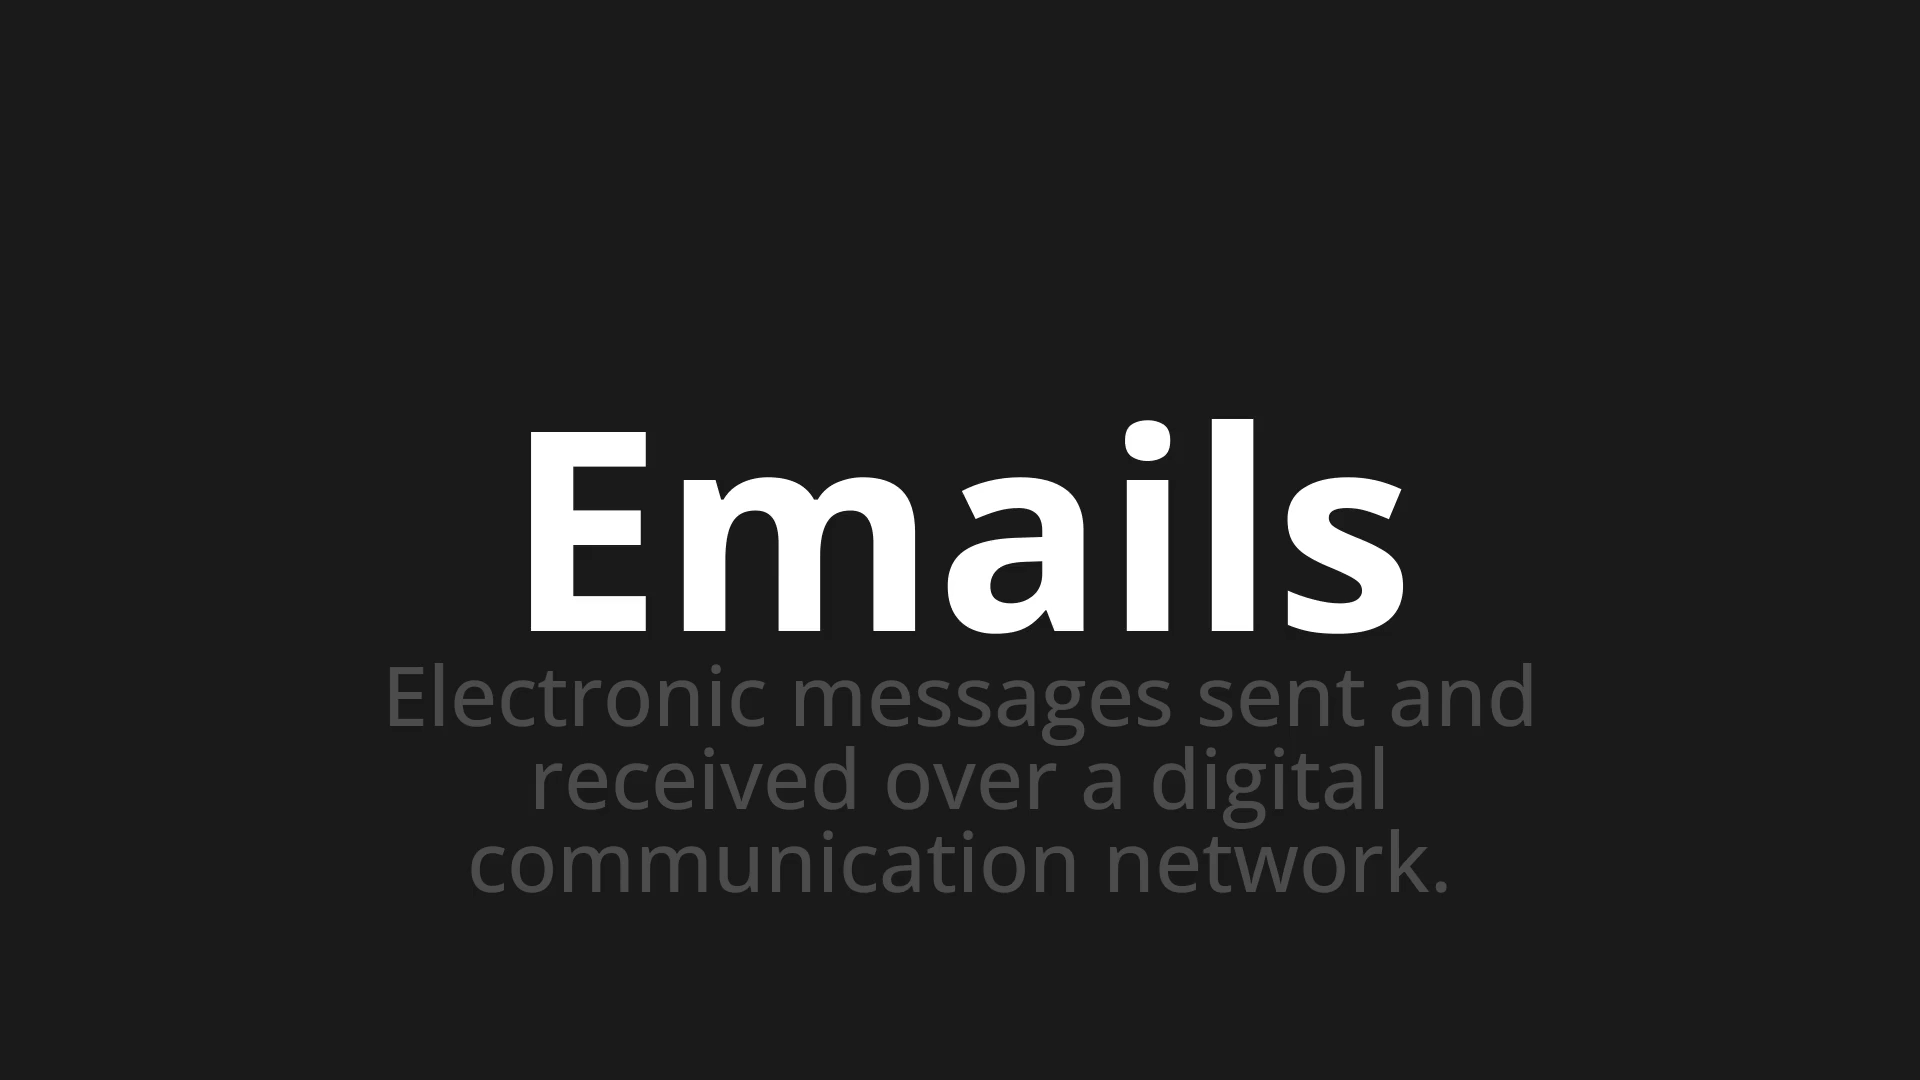 Emails
Electronic messages sent and
received over a digital
communication network.